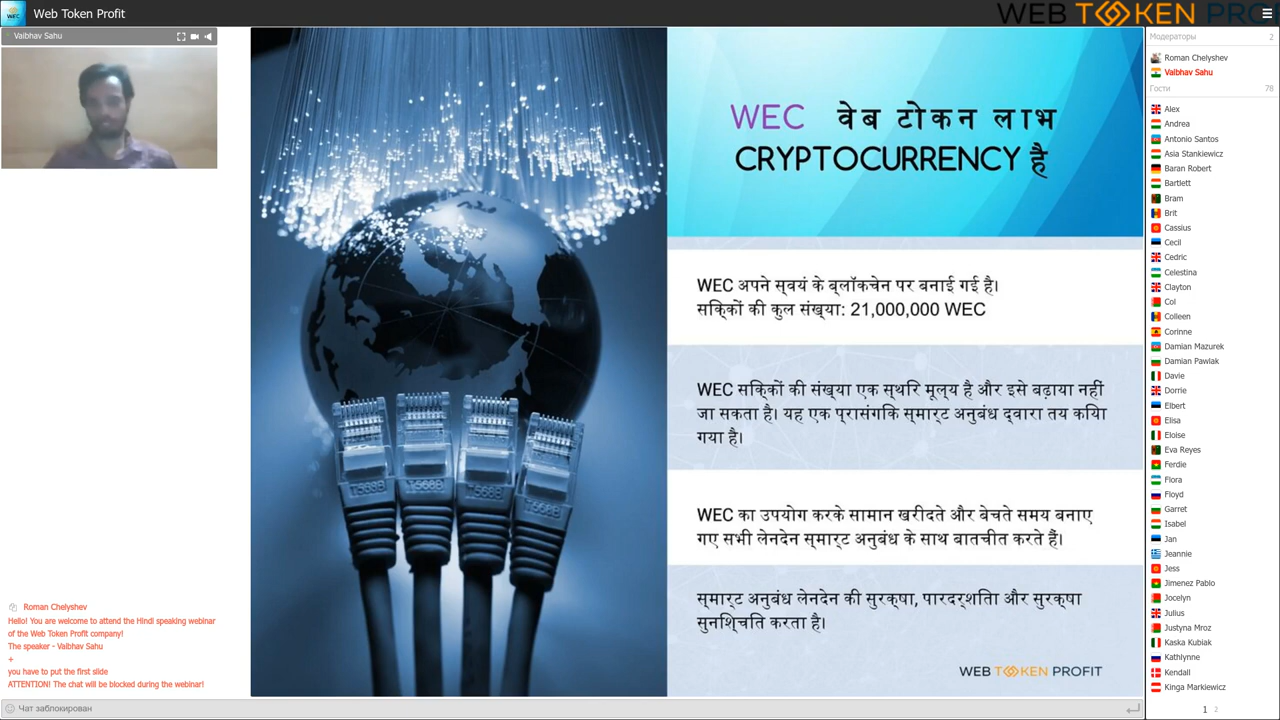 WEC
Web Token Profit
WEB TOKEN PRO
Vaibhav Sahu
WEC वेब टोकन लाभ
CRYPTOCURRENCY है
WEC अपने स्वयं के ब्लॉकचेन पर बनाई गई है।
सिक्कों की कुल संख्या: 21,000,000 WEC
WEC सिक्कों की संख्या एक स्थिर मूल्य है और इसे बढ़ाया नहीं
जा सकता है। यह एक प्रासंगिक स्मार्ट अनुबंध द्वारा तय किया
गया है।
WEC का उपयोग करके सामान खरीदते और बेचते समय बनाए
गए सभी लेनदेन स्मार्ट अनुबंध के साथ बातचीत करते हैं।
स्मार्ट अनुबंध लेनदेन की सुरक्षा, पारदर्शिता और सुरक्षा
सुनिश्चित करता है।
WEB TOKEN PROFIT
T568B
T568B
T568B
T568B
Roman Chelyshev
Hello! You are welcome to attend the Hindi speaking webinar
of the Web Token Profit company!
The speaker - Vaibhav Sahu
+
you have to put the first slide
ATTENTION! The chat will be blocked during the webinar!
Чат заблокирован
Модераторы 2
Roman Chelyshev
Vaibhav Sahu
Гости 78
Alex
Andrea
Antonio Santos
Asia Stankiewicz
Baran Robert
Bartlett
Bram
Brit
Cassius
Cecil
Cedric
Celestina
Clayton
Col
Colleen
Corinne
Damian Mazurek
Damian Pawlak
Davie
Dorrie
Elbert
Elisa
Eloise
Eva Reyes
Ferdie
Flora
Floyd
Garret
Isabel
Jan
Jeannie
Jess
Jimenez Pablo
Jocelyn
Julius
Justyna Mroz
Kaska Kubiak
Kathlynne
Kendall
Kinga Markiewicz
1 2